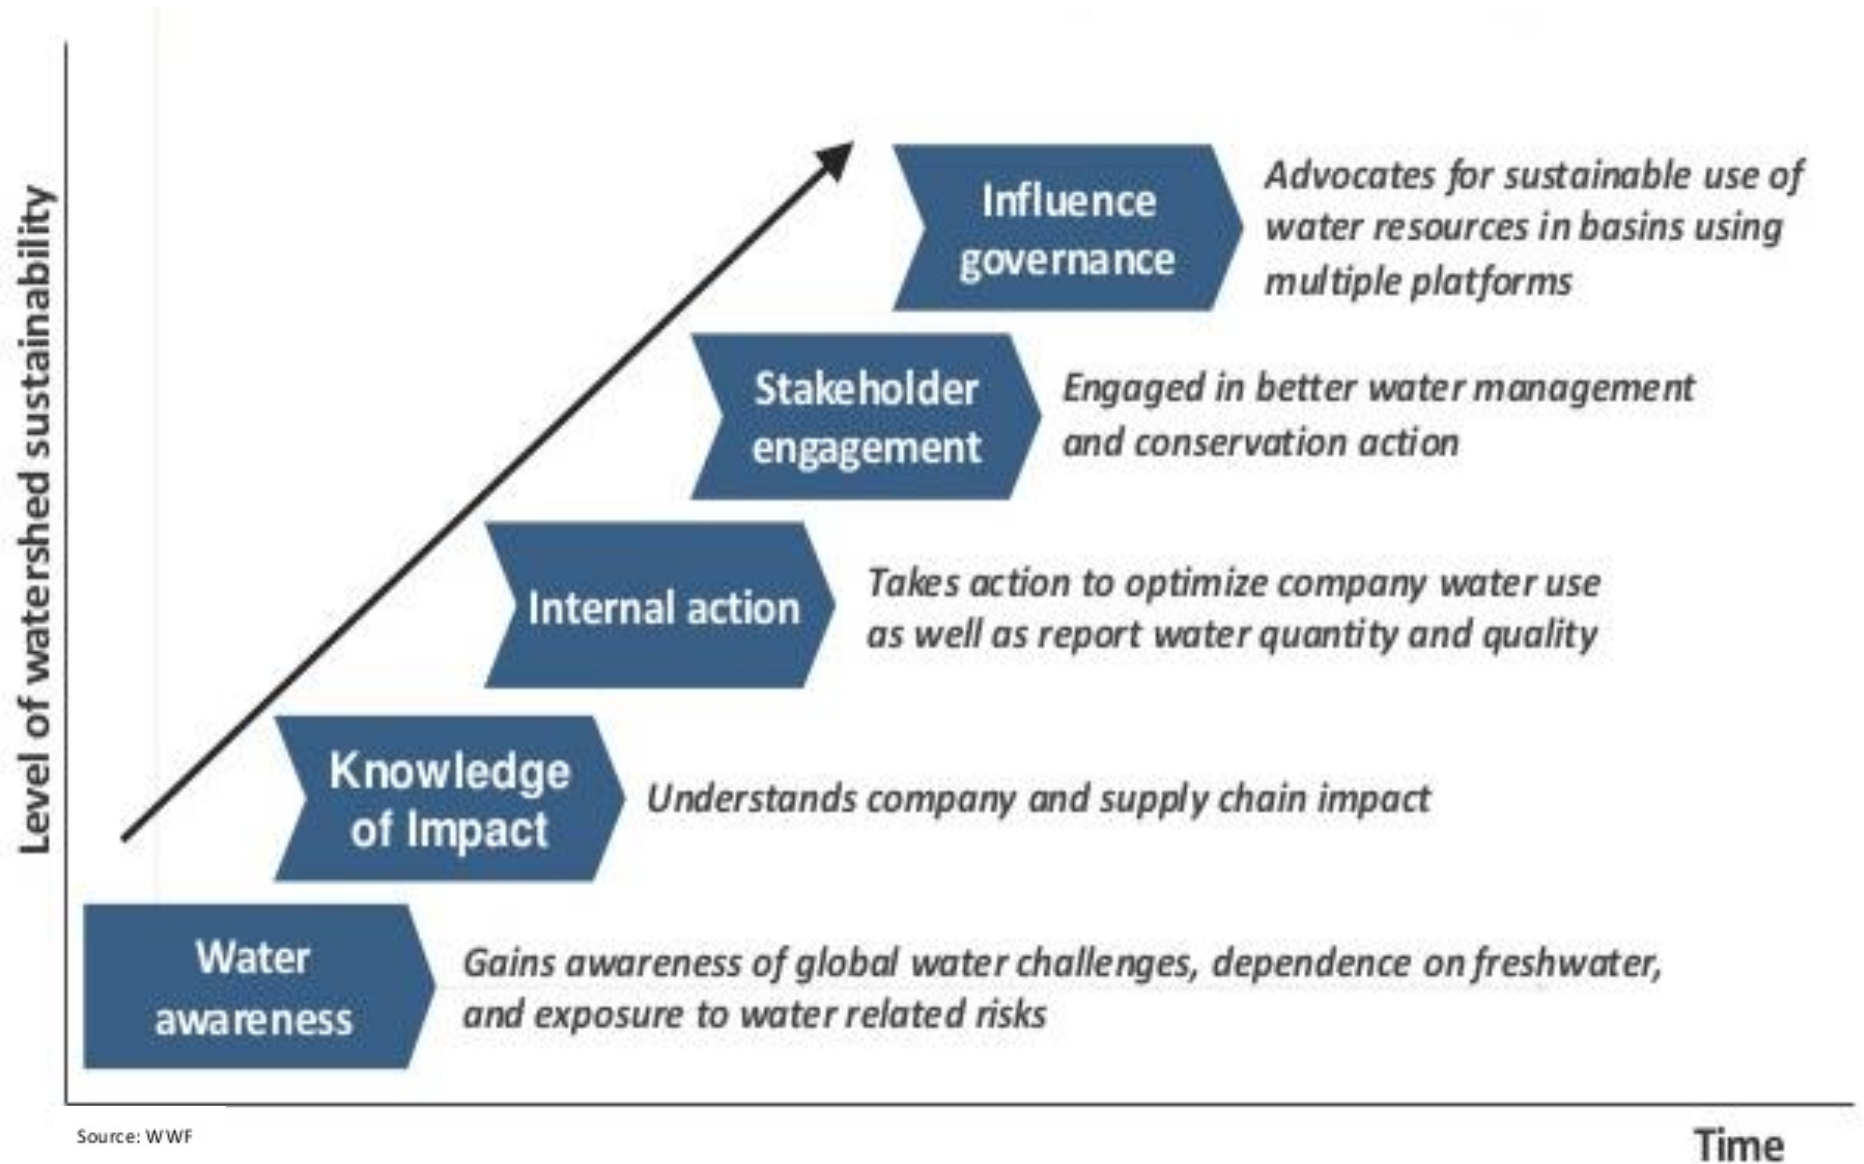 Level of watershed sustainability
Influence
governance
Advocates for sustainable use of
water resources in basins using
multiple platforms
Stakeholder
engagement
Engaged in better water management
and conservation action
Internal action
Takes action to optimize company water use
as well as report water quantity and quality
Knowledge
of Impact
Understands company and supply chain impact
Water
awareness
Gains awareness of global water challenges, dependence on freshwater,
and exposure to water related risks
Source: WWF
Time